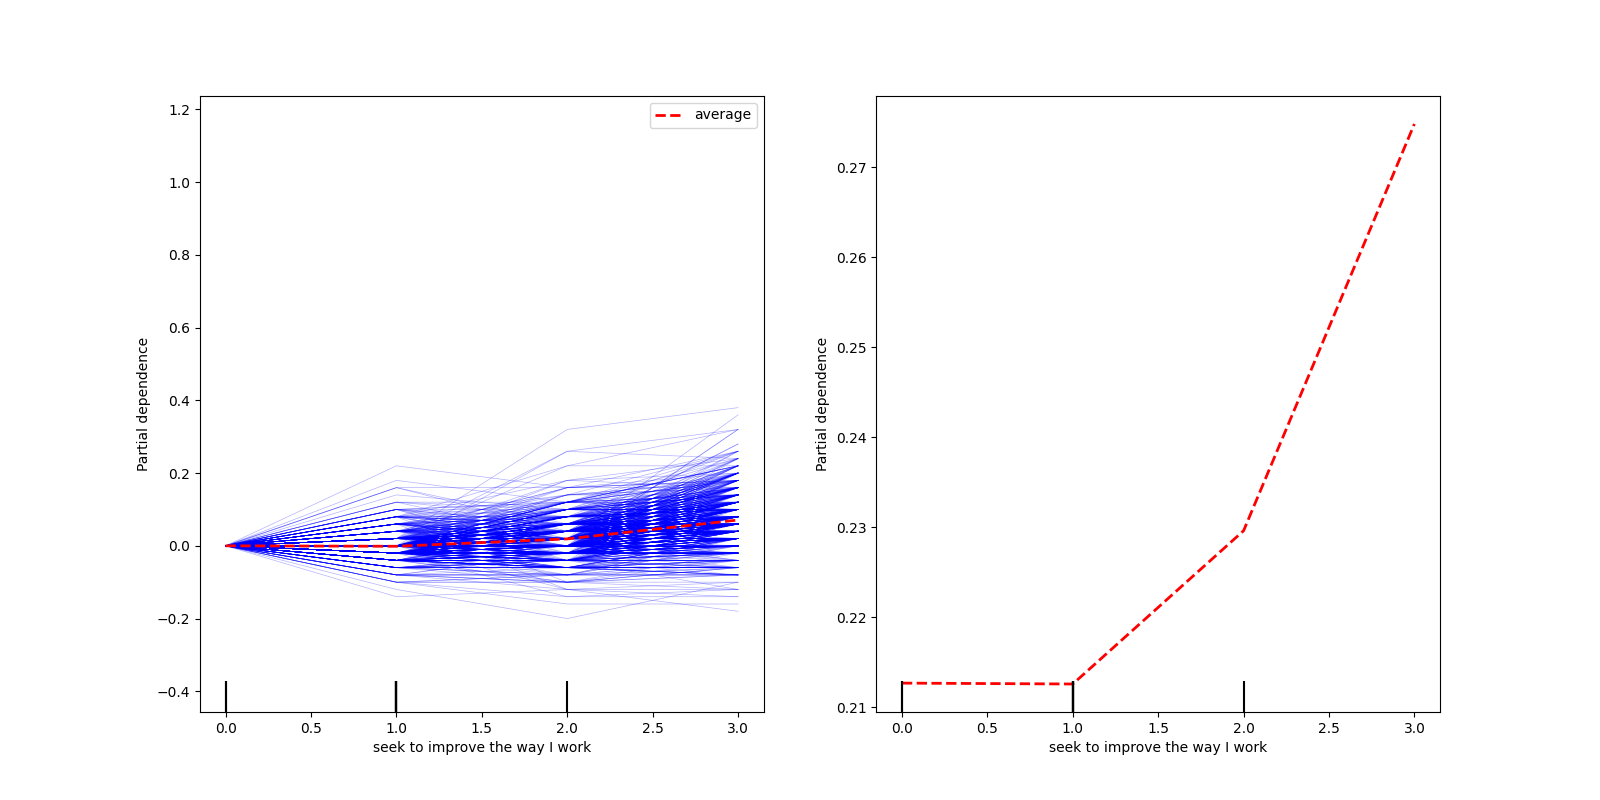 average
1.2
1.0
0.8
0.6
0.4
0.2
0.0
−0.2
−0.4
Partial dependence
0.0 0.5 1.0 1.5 2.0 2.5 3.0
seek to improve the way I work
0.27
0.26
0.25
0.24
0.23
0.22
0.21
Partial dependence
0.0 0.5 1.0 1.5 2.0 2.5 3.0
seek to improve the way I work